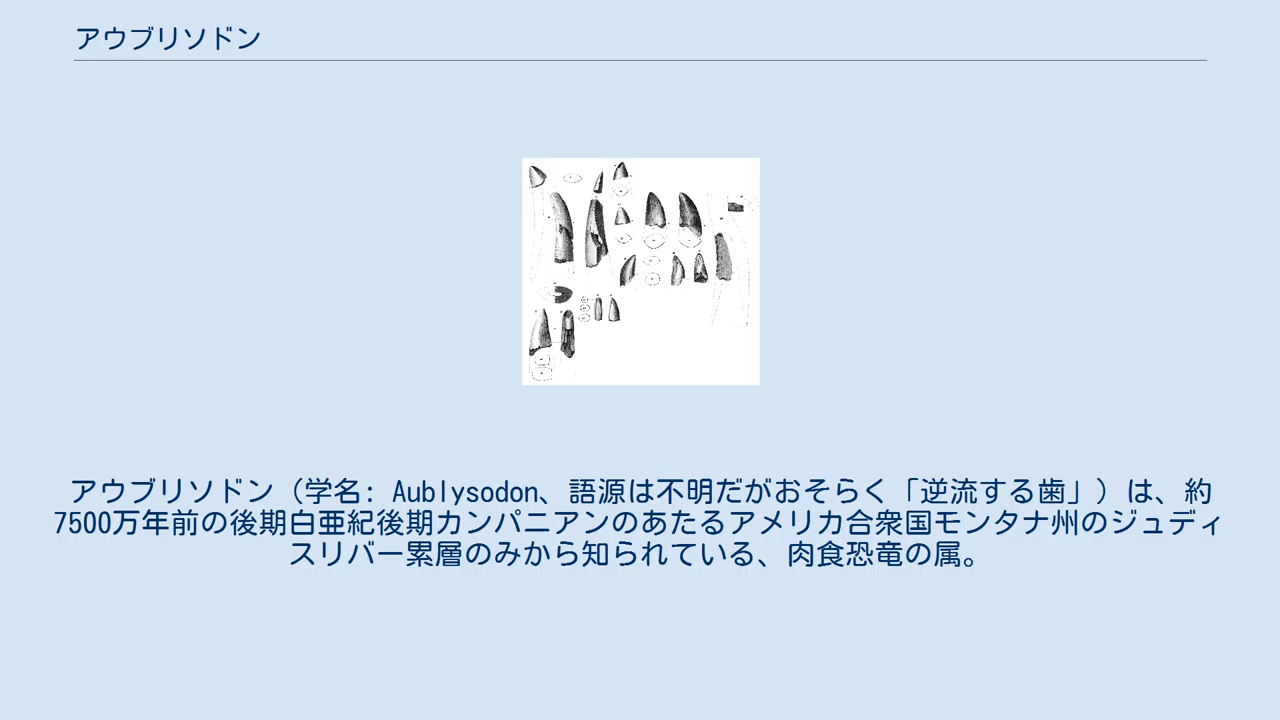 アウブリソドン
アウブリソドン（学名: Aublysodon、語源は不明だがおそらく「逆流する歯」）は、約
7500万年前の後期白亜紀後期カンパニアンのあたるアメリカ合衆国モンタナ州のジュディ
スリバー累層のみから知られている、肉食恐竜の属。